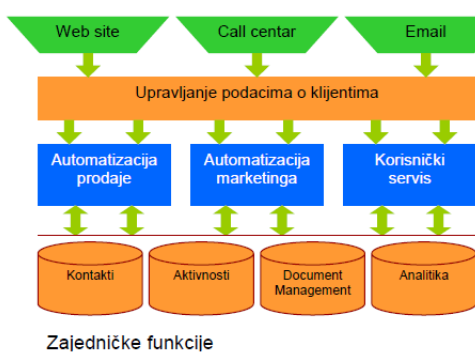 Web site
Call centar
Email
Upravljanje podacima o klijentima
Automatizacija
prodaje
Automatizacija
marketinga
Korisnički
servis
Kontakti
Aktivnosti
Document
Management
Analitika
Zajedničke funkcije